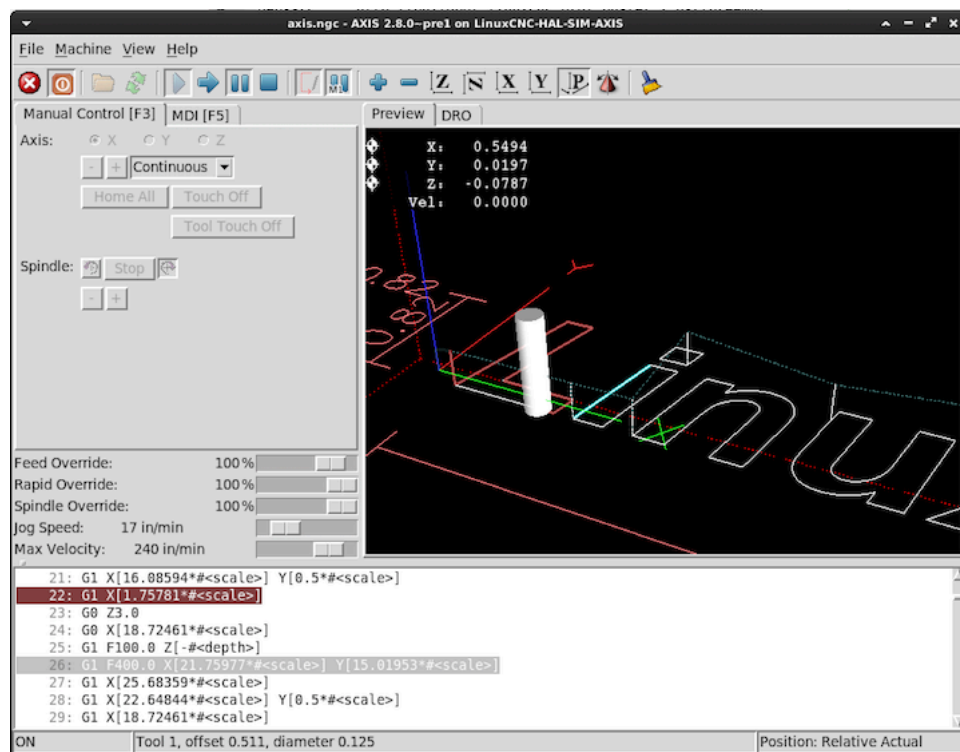 axis.ngc - AXIS 2.8.0~pre1 on LinuxCNC-HAL-SIM-AXIS
File Machine View Help
Z N X Y P
Manual Control [F3] MDI [F5]
Preview DRO
Axis: X Y Z
- + Continuous
Home All Touch Off
Tool Touch Off
Spindle: Stop
- +
X: 0.5494
Y: 0.0197
Z: -0.0787
Vel: 0.0000
Y
X
Linux
Feed Override: 100%
Rapid Override: 100%
Spindle Override: 100%
Jog Speed: 17 in/min
Max Velocity: 240 in/min
21: G1 X[16.08594*#<scale>] Y[0.5*#<scale>]
22: G1 X[1.75781*#<scale>]
23: G0 Z3.0
24: G0 X[18.72461*#<scale>]
25: G1 F100.0 Z[-#<depth>]
26: G1 F400.0 X[21.75977*#<scale>] Y[15.01953*#<scale>]
27: G1 X[25.68359*#<scale>]
28: G1 X[22.64844*#<scale>] Y[0.5*#<scale>]
29: G1 X[18.72461*#<scale>]
ON Tool 1, offset 0.511, diameter 0.125 Position: Relative Actual